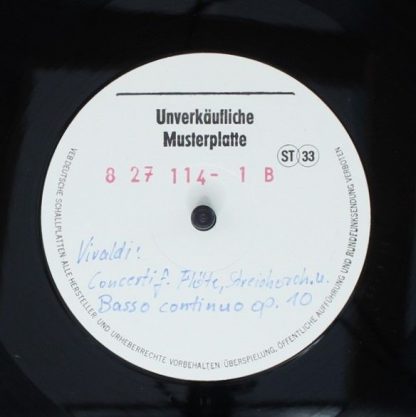 Unverkäufliche
Musterplatte
ST 33
8 27 114- 1 B
Vivaldi:
Concerti f. Flöte, Streichorch. u.
Basso continuo op. 10
VEB DEUTSCHE SCHALLPLATTEN · ALLE HERSTELLER- UND URHEBERRECHTE VORBEHALTEN · ÜBERSPIELUNG, ÖFFENTLICHE AUFFÜHRUNG UND RUNDFUNKSENDUNG VERBOTEN